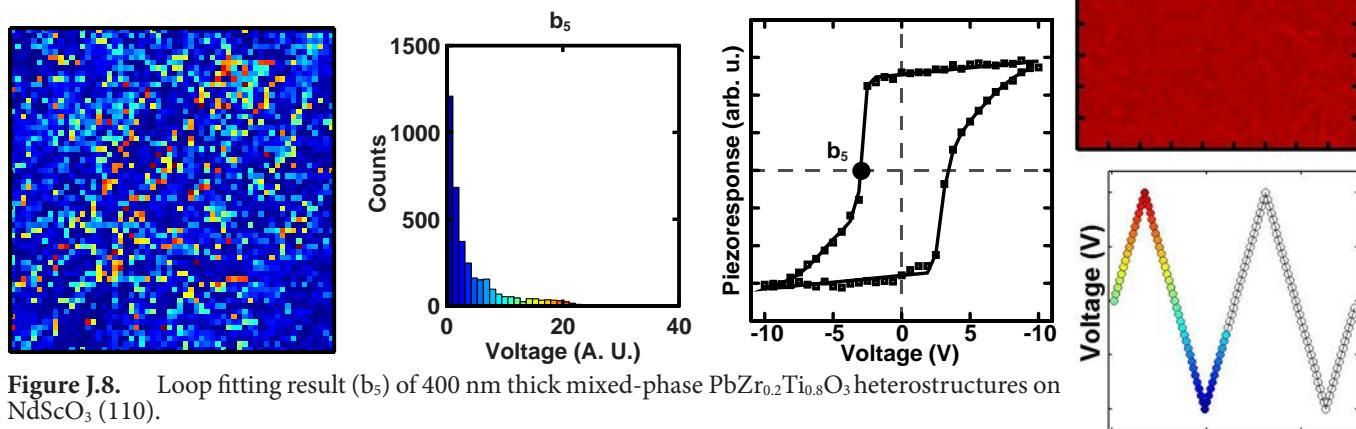 b₅
1500
1000
500
0
Counts
0 20 40
Voltage (A. U.)
Piezoresponse (arb. u.)
b₅
-10 -5 0 5 -10
Voltage (V)
Voltage (V)
Figure J.8. Loop fitting result (b₅) of 400 nm thick mixed-phase PbZr₀.₂Ti₀.₈O₃ heterostructures on
NdScO₃ (110).